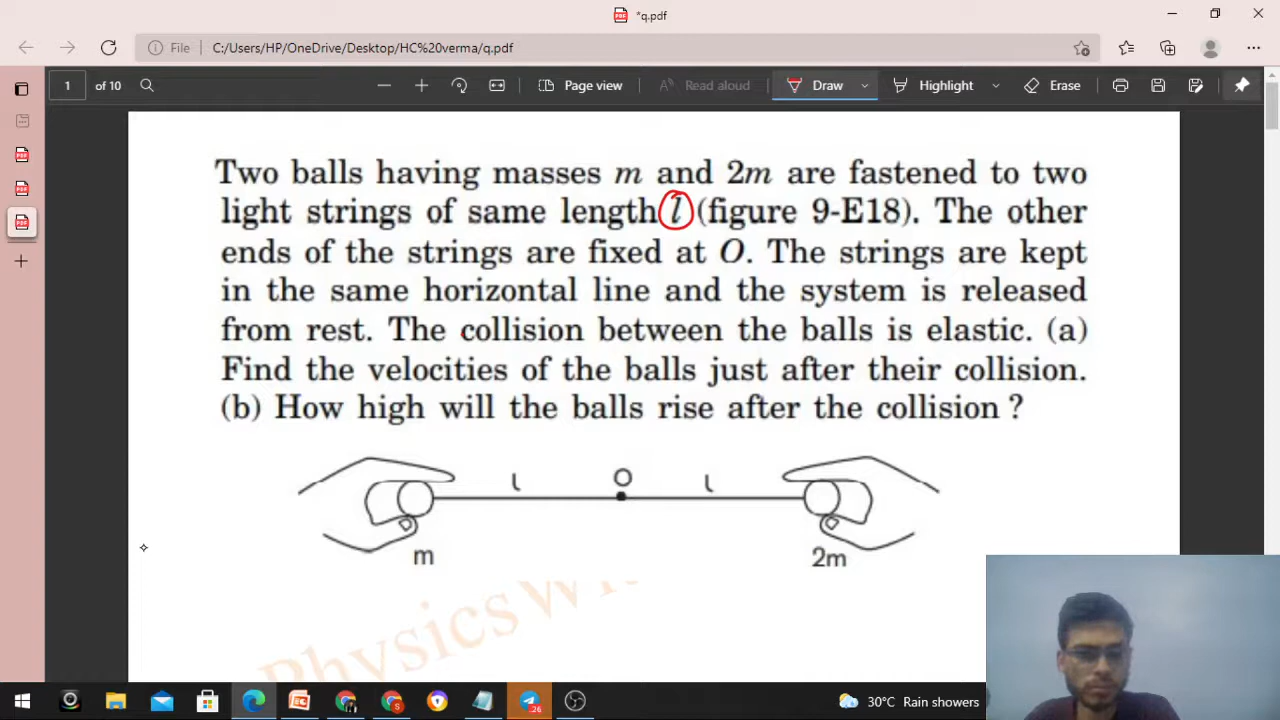 *q.pdf
File C:/Users/HP/OneDrive/Desktop/HC%20verma/q.pdf
1 of 10 Page view Read aloud Draw Highlight Erase
Two balls having masses m and 2m are fastened to two
light strings of same length l (figure 9-E18). The other
ends of the strings are fixed at O. The strings are kept
in the same horizontal line and the system is released
from rest. The collision between the balls is elastic. (a)
Find the velocities of the balls just after their collision.
(b) How high will the balls rise after the collision ?
l O l
m 2m
30°C Rain showers